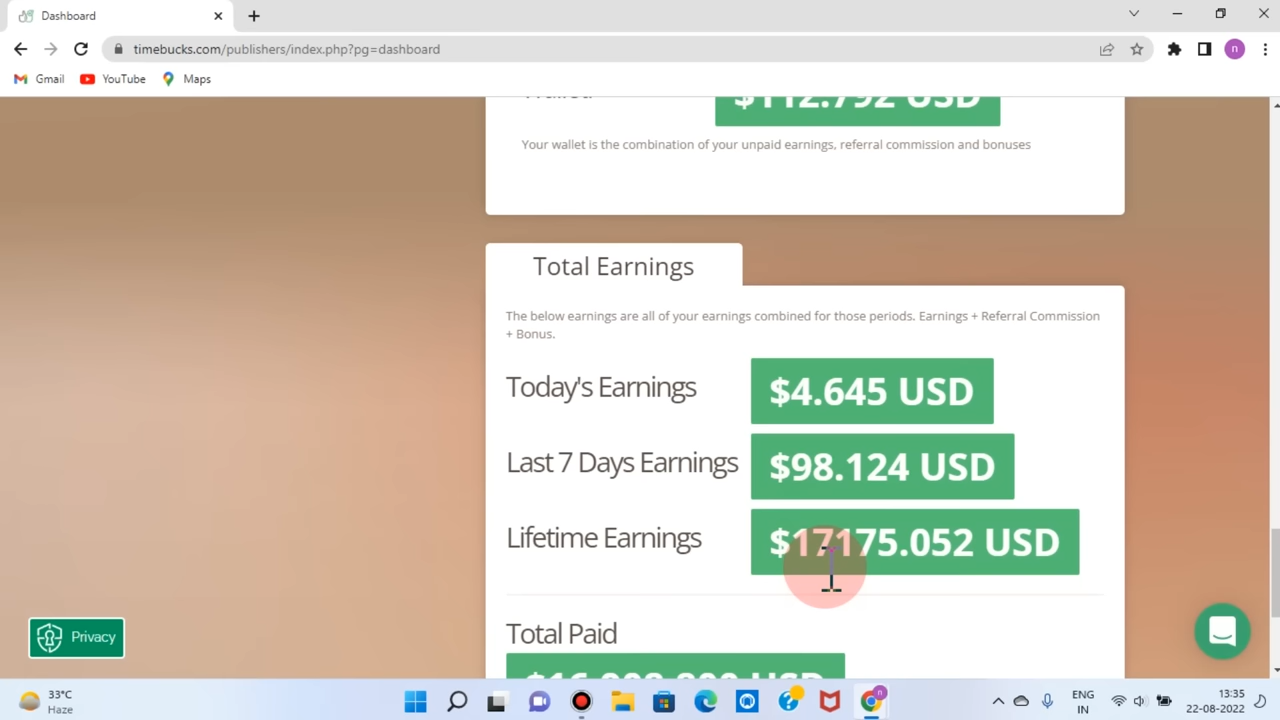 Dashboard
timebucks.com/publishers/index.php?pg=dashboard
n
Gmail YouTube Maps
$112.792 USD
Your wallet is the combination of your unpaid earnings, referral commission and bonuses
Total Earnings
The below earnings are all of your earnings combined for those periods. Earnings + Referral Commission
+ Bonus.
Today's Earnings $4.645 USD
Last 7 Days Earnings $98.124 USD
Lifetime Earnings $17175.052 USD
Total Paid
Privacy
33°C
Haze
n
ENG
IN
13:35
22-08-2022